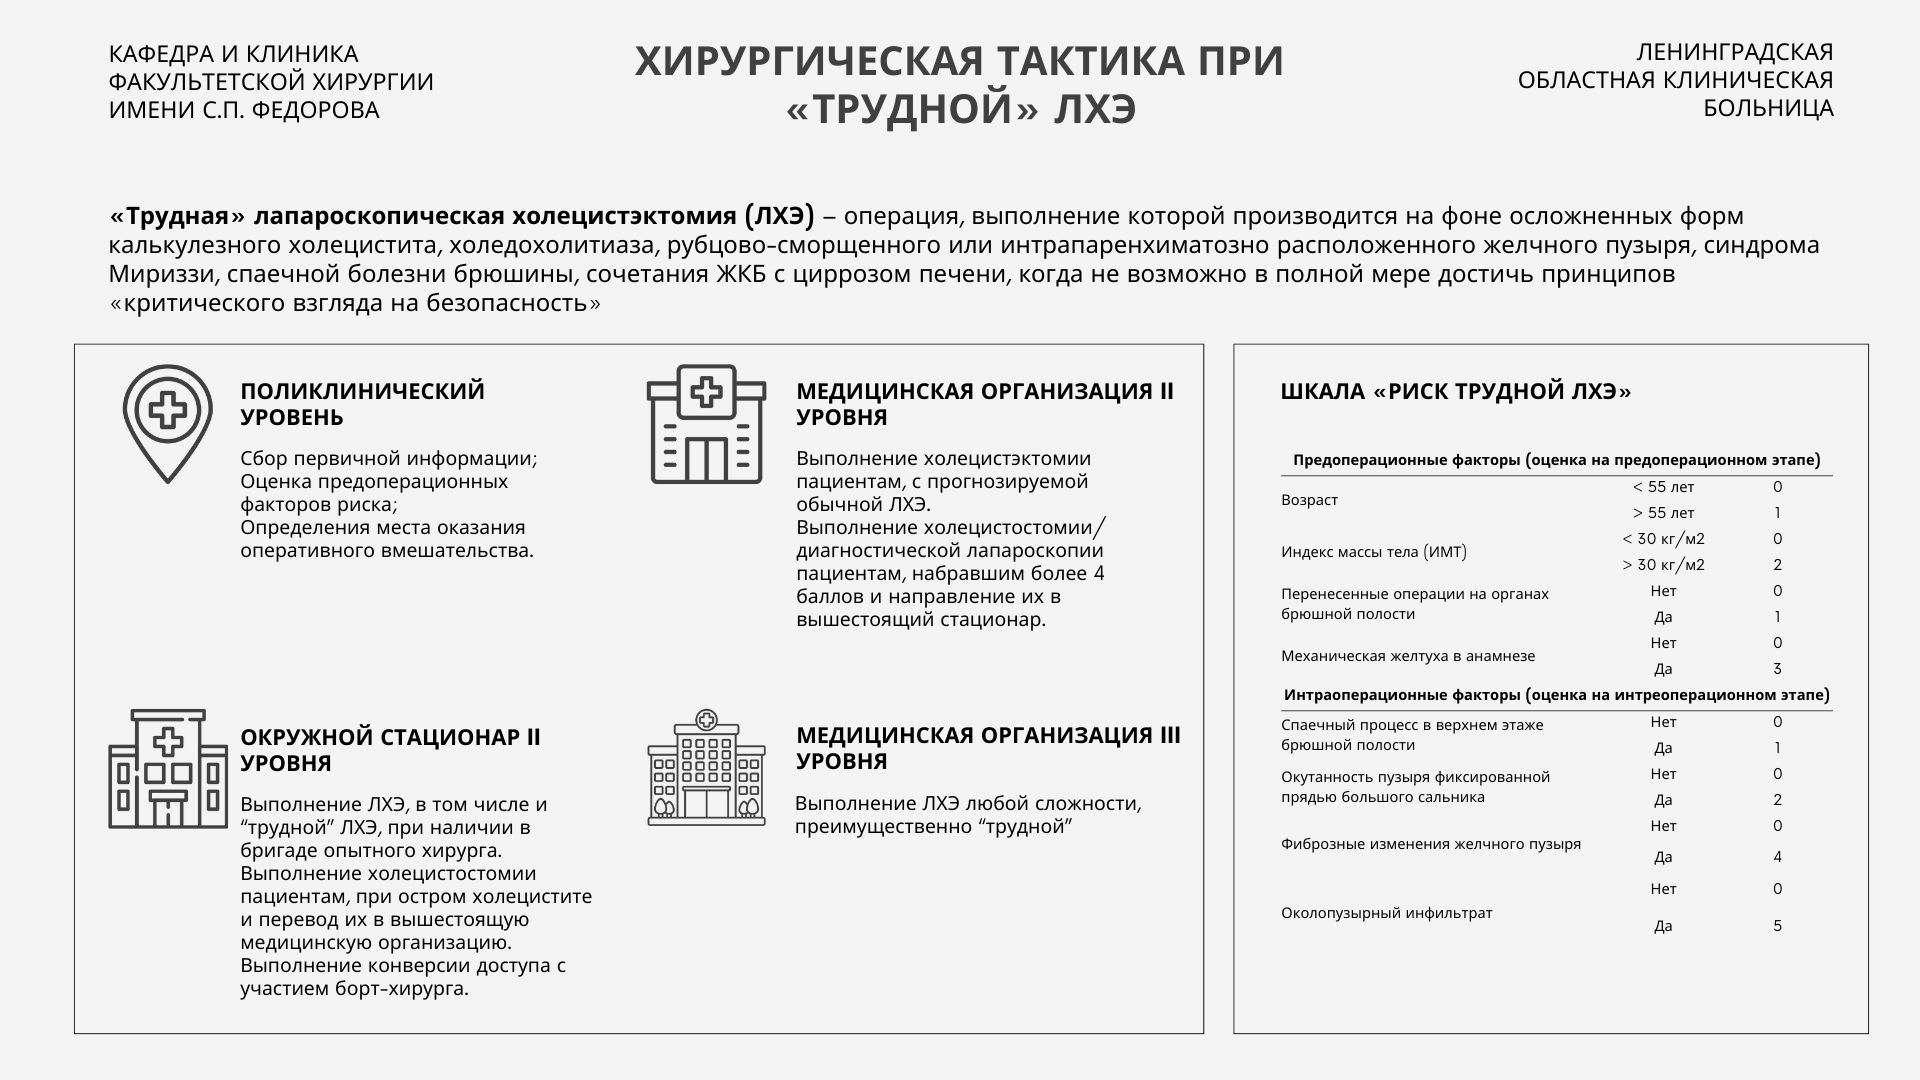 КАФЕДРА И КЛИНИКА
ФАКУЛЬТЕТСКОЙ ХИРУРГИИ
ИМЕНИ С.П. ФЕДОРОВА
ХИРУРГИЧЕСКАЯ ТАКТИКА ПРИ
«ТРУДНОЙ» ЛХЭ
ЛЕНИНГРАДСКАЯ
ОБЛАСТНАЯ КЛИНИЧЕСКАЯ
БОЛЬНИЦА
«Трудная» лапароскопическая холецистэктомия (ЛХЭ) – операция, выполнение которой производится на фоне осложненных форм
калькулезного холецистита, холедохолитиаза, рубцово-сморщенного или интрапаренхиматозно расположенного желчного пузыря, синдрома
Мириззи, спаечной болезни брюшины, сочетания ЖКБ с циррозом печени, когда не возможно в полной мере достичь принципов
«критического взгляда на безопасность»
ПОЛИКЛИНИЧЕСКИЙ
УРОВЕНЬ
Сбор первичной информации;
Оценка предоперационных
факторов риска;
Определения места оказания
оперативного вмешательства.
МЕДИЦИНСКАЯ ОРГАНИЗАЦИЯ II
УРОВНЯ
Выполнение холецистэктомии
пациентам, с прогнозируемой
обычной ЛХЭ.
Выполнение холецистостомии/
диагностической лапароскопии
пациентам, набравшим более 4
баллов и направление их в
вышестоящий стационар.
ОКРУЖНОЙ СТАЦИОНАР II
УРОВНЯ
Выполнение ЛХЭ, в том числе и
“трудной” ЛХЭ, при наличии в
бригаде опытного хирурга.
Выполнение холецистостомии
пациентам, при остром холецистите
и перевод их в вышестоящую
медицинскую организацию.
Выполнение конверсии доступа с
участием борт-хирурга.
МЕДИЦИНСКАЯ ОРГАНИЗАЦИЯ III
УРОВНЯ
Выполнение ЛХЭ любой сложности,
преимущественно “трудной”
ШКАЛА «РИСК ТРУДНОЙ ЛХЭ»
Предоперационные факторы (оценка на предоперационном этапе)
Возраст
< 55 лет 0
> 55 лет 1
Индекс массы тела (ИМТ)
< 30 кг/м2 0
> 30 кг/м2 2
Перенесенные операции на органах
брюшной полости
Нет 0
Да 1
Механическая желтуха в анамнезе
Нет 0
Да 3
Интраоперационные факторы (оценка на интреоперационном этапе)
Спаечный процесс в верхнем этаже
брюшной полости
Нет 0
Да 1
Окутанность пузыря фиксированной
прядью большого сальника
Нет 0
Да 2
Фиброзные изменения желчного пузыря
Нет 0
Да 4
Околопузырный инфильтрат
Нет 0
Да 5